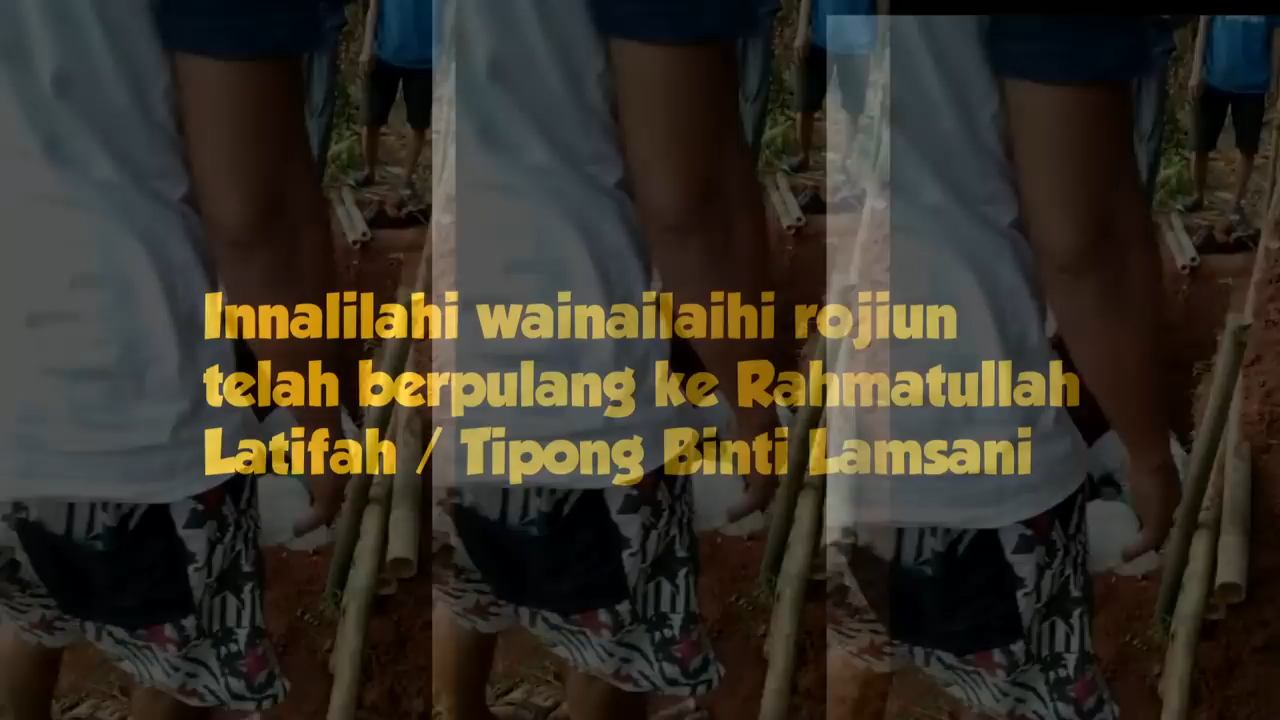 Innalilahi wainailaihi rojiun
telah berpulang ke Rahmatullah
Latifah / Tipong Binti Lamsani